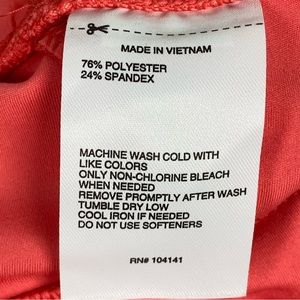 MADE IN VIETNAM
76% POLYESTER
24% SPANDEX
MACHINE WASH COLD WITH
LIKE COLORS
ONLY NON-CHLORINE BLEACH
WHEN NEEDED
REMOVE PROMPTLY AFTER WASH
TUMBLE DRY LOW
COOL IRON IF NEEDED
DO NOT USE SOFTENERS
RN# 104141